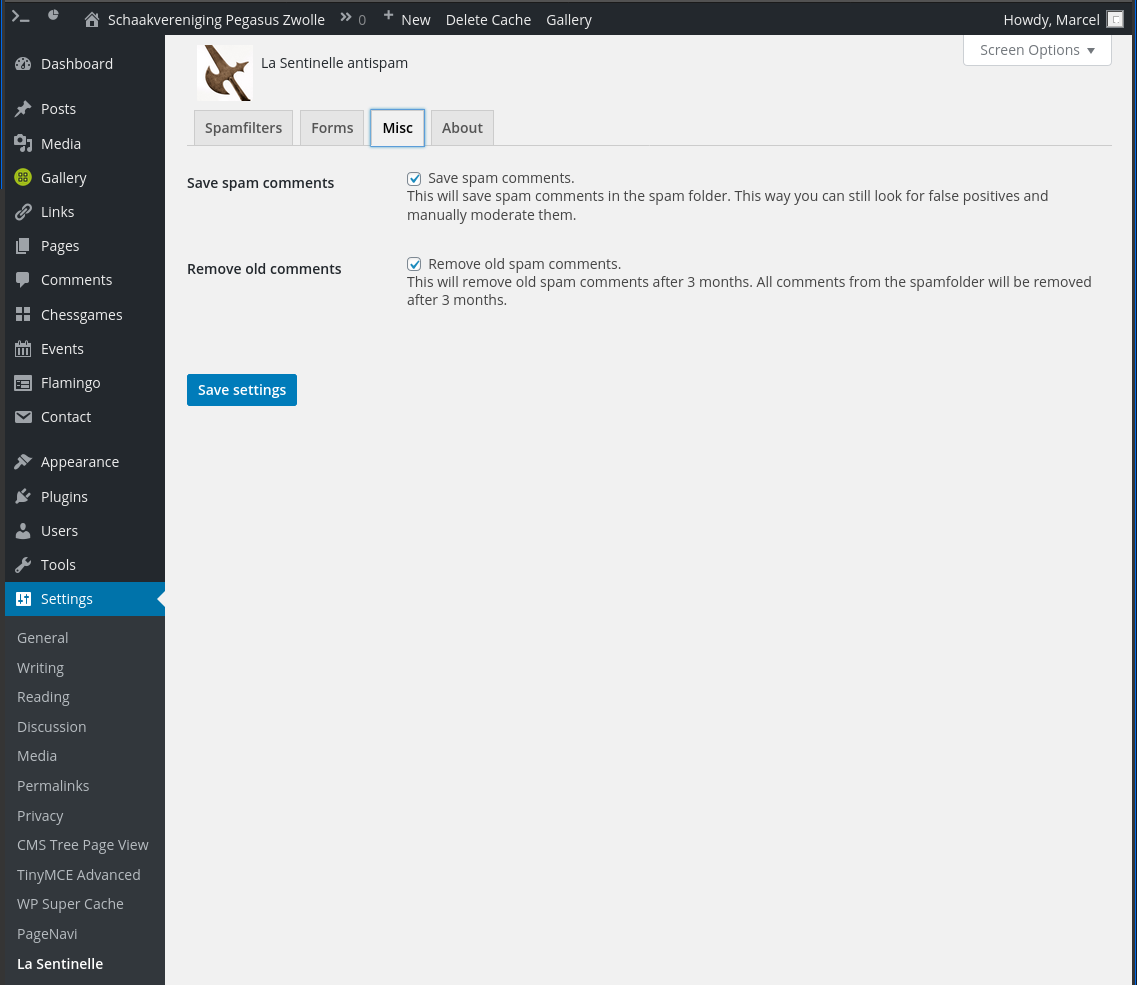 Schaakvereniging Pegasus Zwolle 0 New Delete Cache Gallery Howdy, Marcel
Dashboard
Posts
Media
Gallery
Links
Pages
Comments
Chessgames
Events
Flamingo
Contact
Appearance
Plugins
Users
Tools
Settings
General
Writing
Reading
Discussion
Media
Permalinks
Privacy
CMS Tree Page View
TinyMCE Advanced
WP Super Cache
PageNavi
La Sentinelle
Screen Options
La Sentinelle antispam
Spamfilters Forms Misc About
Save spam comments
Save spam comments.
This will save spam comments in the spam folder. This way you can still look for false positives and
manually moderate them.
Remove old comments
Remove old spam comments.
This will remove old spam comments after 3 months. All comments from the spamfolder will be removed
after 3 months.
Save settings